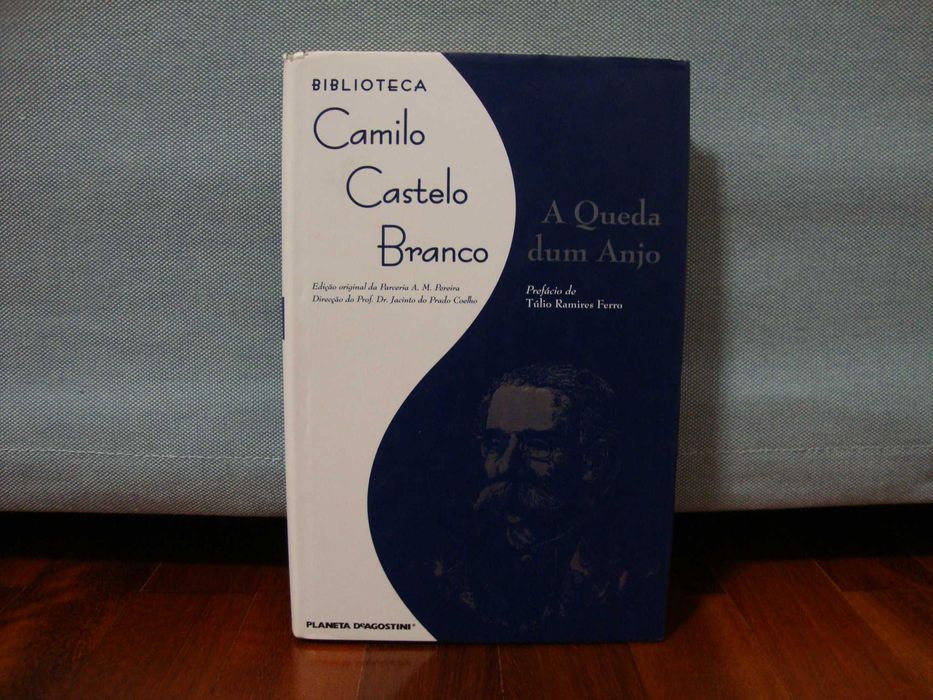 BIBLIOTECA
Camilo
Castelo
Branco
Edição original da Parceria A. M. Pereira
Direcção do Prof. Dr. Jacinto do Prado Coelho
A Queda
dum Anjo
Prefácio de
Túlio Ramires Ferro
PLANETA DEAGOSTINI®